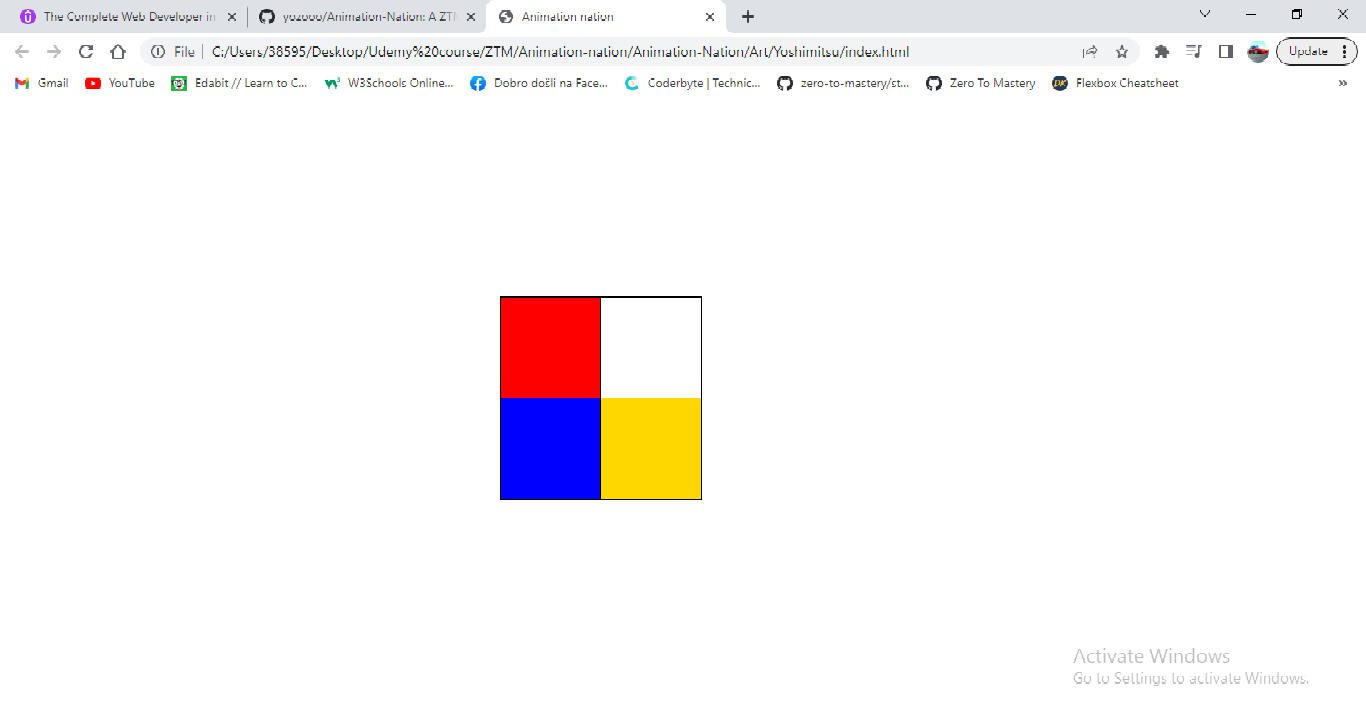 The Complete Web Developer in
yozooo/Animation-Nation: A ZTM
Animation nation
File
C:/Users/38595/Desktop/Udemy%20course/ZTM/Animation-nation/Animation-Nation/Art/Yoshimitsu/index.html
Update
Gmail
YouTube
Edabit // Learn to C...
W3Schools Online...
Dobro došli na Face...
Coderbyte | Technic...
zero-to-mastery/st...
Zero To Mastery
Flexbox Cheatsheet
»
Activate Windows
Go to Settings to activate Windows.